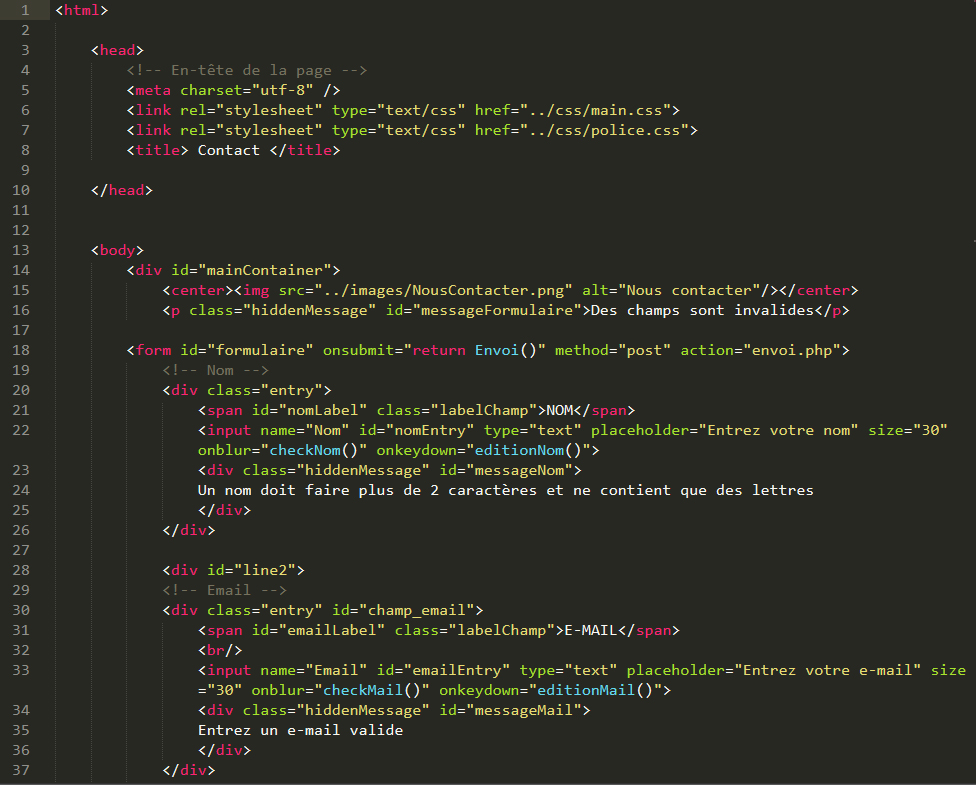 1 <html>
2
3 <head>
4 <!-- En-tête de la page -->
5 <meta charset="utf-8" />
6 <link rel="stylesheet" type="text/css" href="../css/main.css">
7 <link rel="stylesheet" type="text/css" href="../css/police.css">
8 <title> Contact </title>
9
10 </head>
11
12
13 <body>
14 <div id="mainContainer">
15 <center><img src="../images/NousContacter.png" alt="Nous contacter"/></center>
16 <p class="hiddenMessage" id="messageFormulaire">Des champs sont invalides</p>
17
18 <form id="formulaire" onsubmit="return Envoi()" method="post" action="envoi.php">
19 <!-- Nom -->
20 <div class="entry">
21 <span id="nomLabel" class="labelChamp">NOM</span>
22 <input name="Nom" id="nomEntry" type="text" placeholder="Entrez votre nom" size="30"
onblur="checkNom()" onkeydown="editionNom()">
23 <div class="hiddenMessage" id="messageNom">
24 Un nom doit faire plus de 2 caractères et ne contient que des lettres
25 </div>
26 </div>
27
28 <div id="line2">
29 <!-- Email -->
30 <div class="entry" id="champ_email">
31 <span id="emailLabel" class="labelChamp">E-MAIL</span>
32 <br/>
33 <input name="Email" id="emailEntry" type="text" placeholder="Entrez votre e-mail" size
="30" onblur="checkMail()" onkeydown="editionMail()">
34 <div class="hiddenMessage" id="messageMail">
35 Entrez un e-mail valide
36 </div>
37 </div>